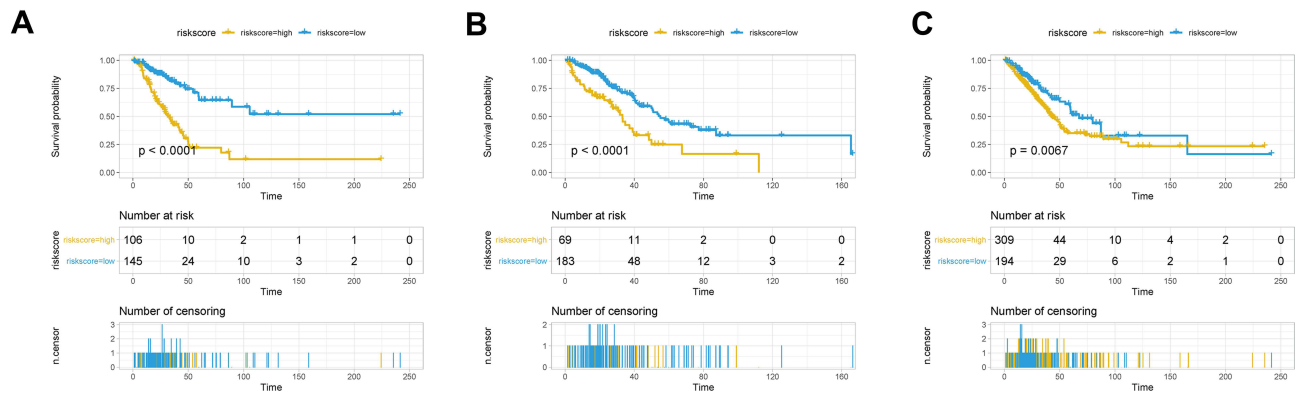 A
riskscore riskscore=high riskscore=low
Survival probability
1.00
0.75
0.50
0.25
0.00
p < 0.0001
0 50 100 150 200 250
Time
Number at risk
riskscore
riskscore=high 106 10 2 1 1 0
riskscore=low 145 24 10 3 2 0
0 50 100 150 200 250
Time
Number of censoring
n.censor
3
2
1
0
0 50 100 150 200 250
Time
B
riskscore riskscore=high riskscore=low
Survival probability
1.00
0.75
0.50
0.25
0.00
p < 0.0001
0 40 80 120 160
Time
Number at risk
riskscore
riskscore=high 69 11 2 0 0
riskscore=low 183 48 12 3 2
0 40 80 120 160
Time
Number of censoring
n.censor
2
1
0
0 40 80 120 160
Time
C
riskscore riskscore=high riskscore=low
Survival probability
1.00
0.75
0.50
0.25
0.00
p = 0.0067
0 50 100 150 200 250
Time
Number at risk
riskscore
riskscore=high 309 44 10 4 2 0
riskscore=low 194 29 6 2 1 0
0 50 100 150 200 250
Time
Number of censoring
n.censor
3
2
1
0
0 50 100 150 200 250
Time